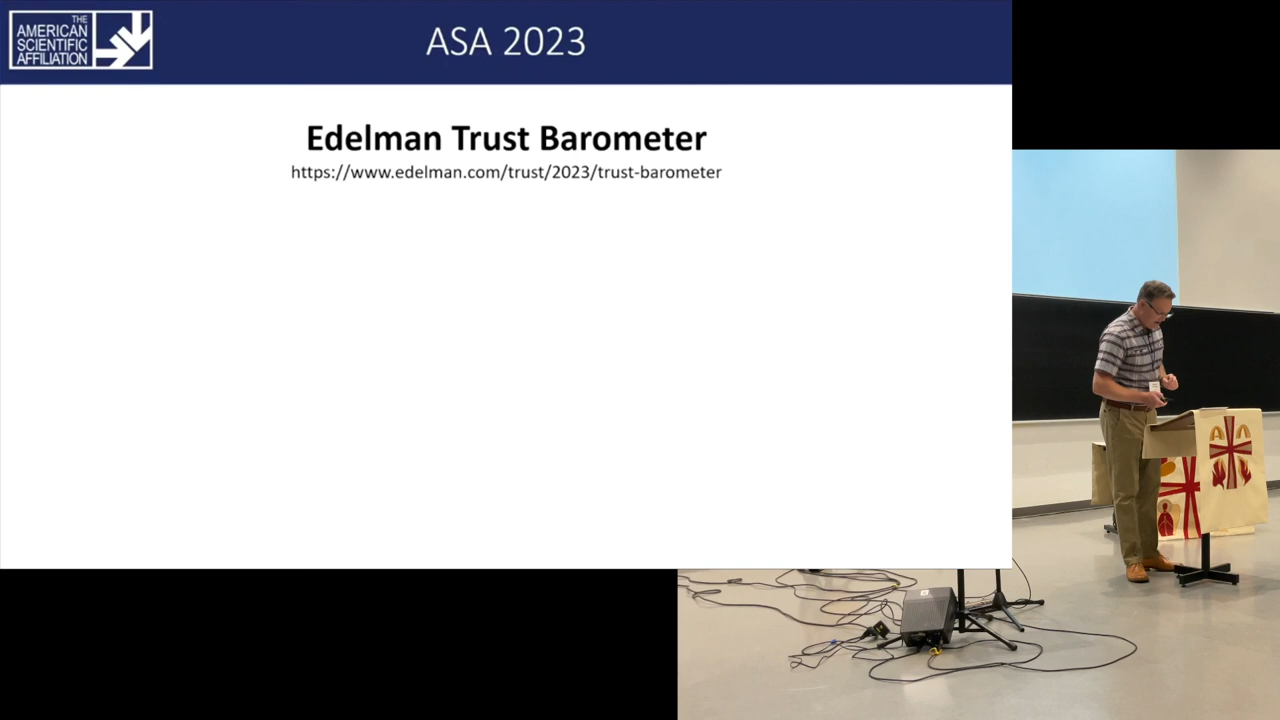 THE
AMERICAN
SCIENTIFIC
AFFILIATION
ASA 2023
Edelman Trust Barometer
https://www.edelman.com/trust/2023/trust-barometer